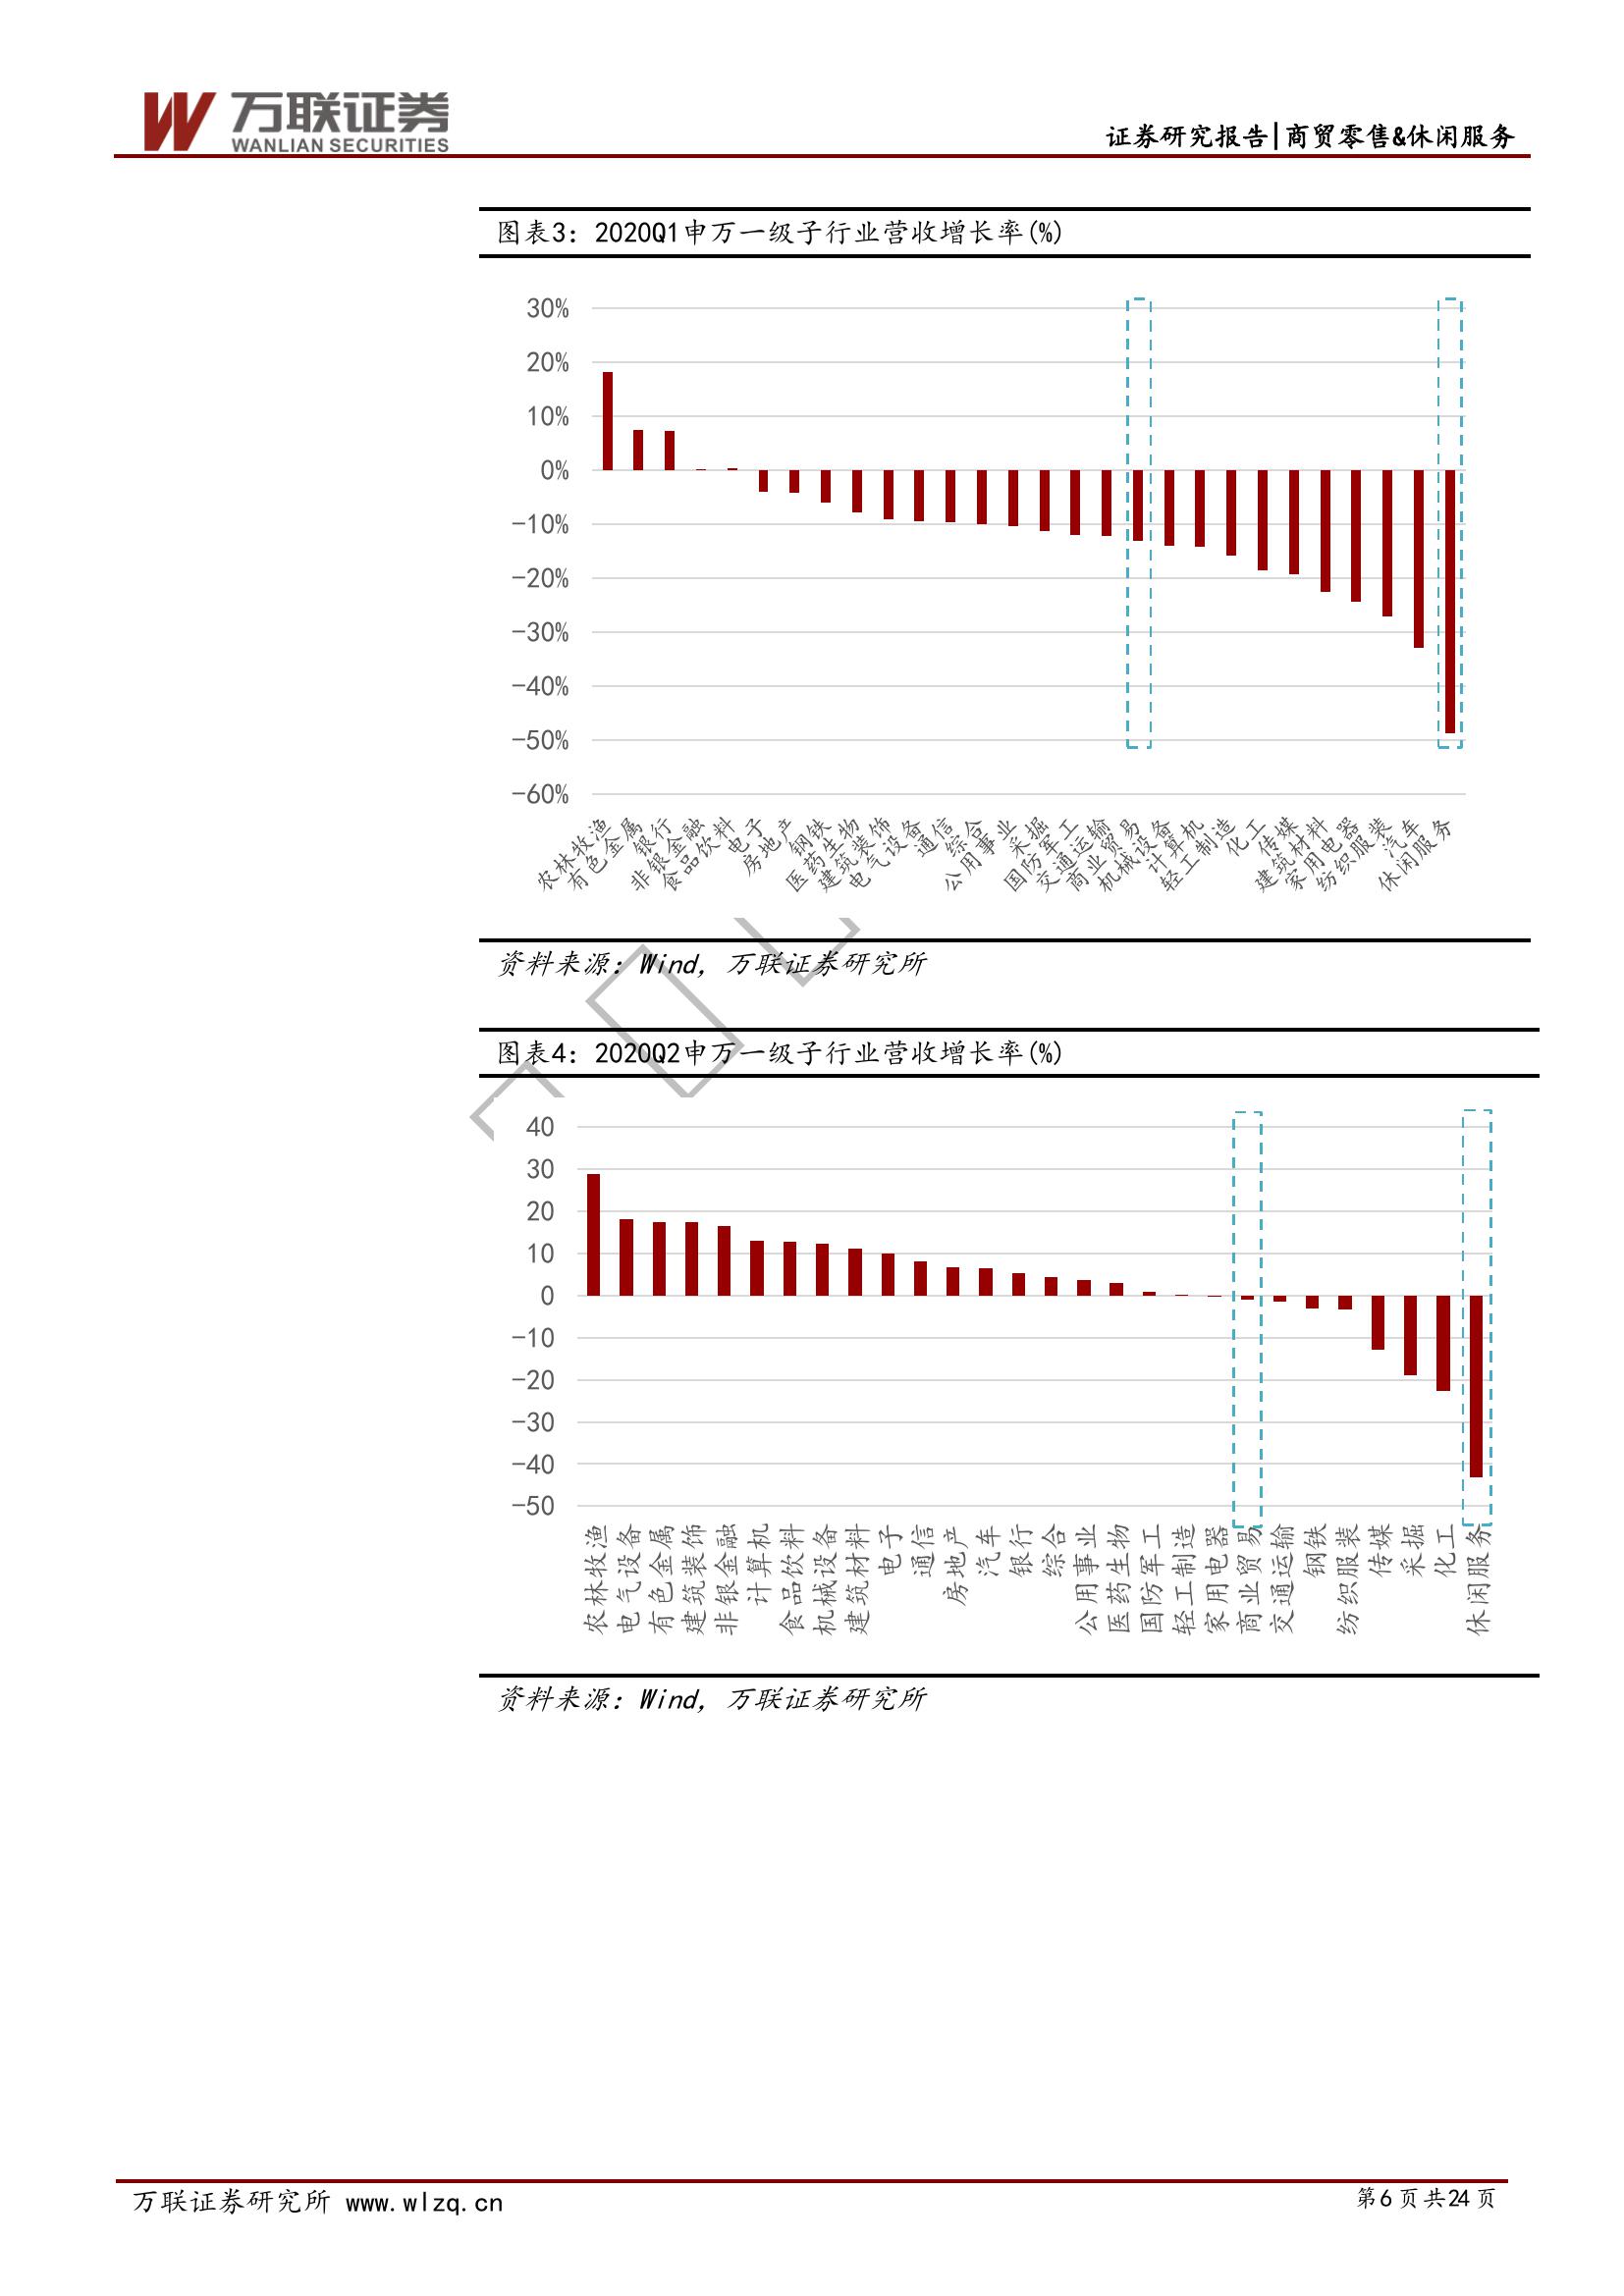 万联证券
WANLIAN SECURITIES
证券研究报告|商贸零售&休闲服务
图表3：2020Q1申万一级子行业营收增长率(%)
30%
20%
10%
0%
-10%
-20%
-30%
-40%
-50%
-60%
农林牧渔
有色金属
银行
非银金融
食品饮料
电子
房地产
钢铁
医药生物
建筑装饰
电气设备
通信
综合
公用事业
采掘
国防军工
交通运输
商业贸易
机械设备
计算机
轻工制造
化工
传媒
建筑材料
家用电器
纺织服装
汽车
休闲服务
资料来源：Wind，万联证券研究所
图表4：2020Q2申万一级子行业营收增长率(%)
40
30
20
10
0
-10
-20
-30
-40
-50
农林牧渔
电气设备
有色金属
建筑装饰
非银金融
计算机
食品饮料
机械设备
建筑材料
电子
通信
房地产
汽车
银行
综合
公用事业
医药生物
国防军工
轻工制造
家用电器
商业贸易
交通运输
钢铁
纺织服装
传媒
采掘
化工
休闲服务
资料来源：Wind，万联证券研究所
万联证券研究所 www.wlzq.cn
第6页共24页